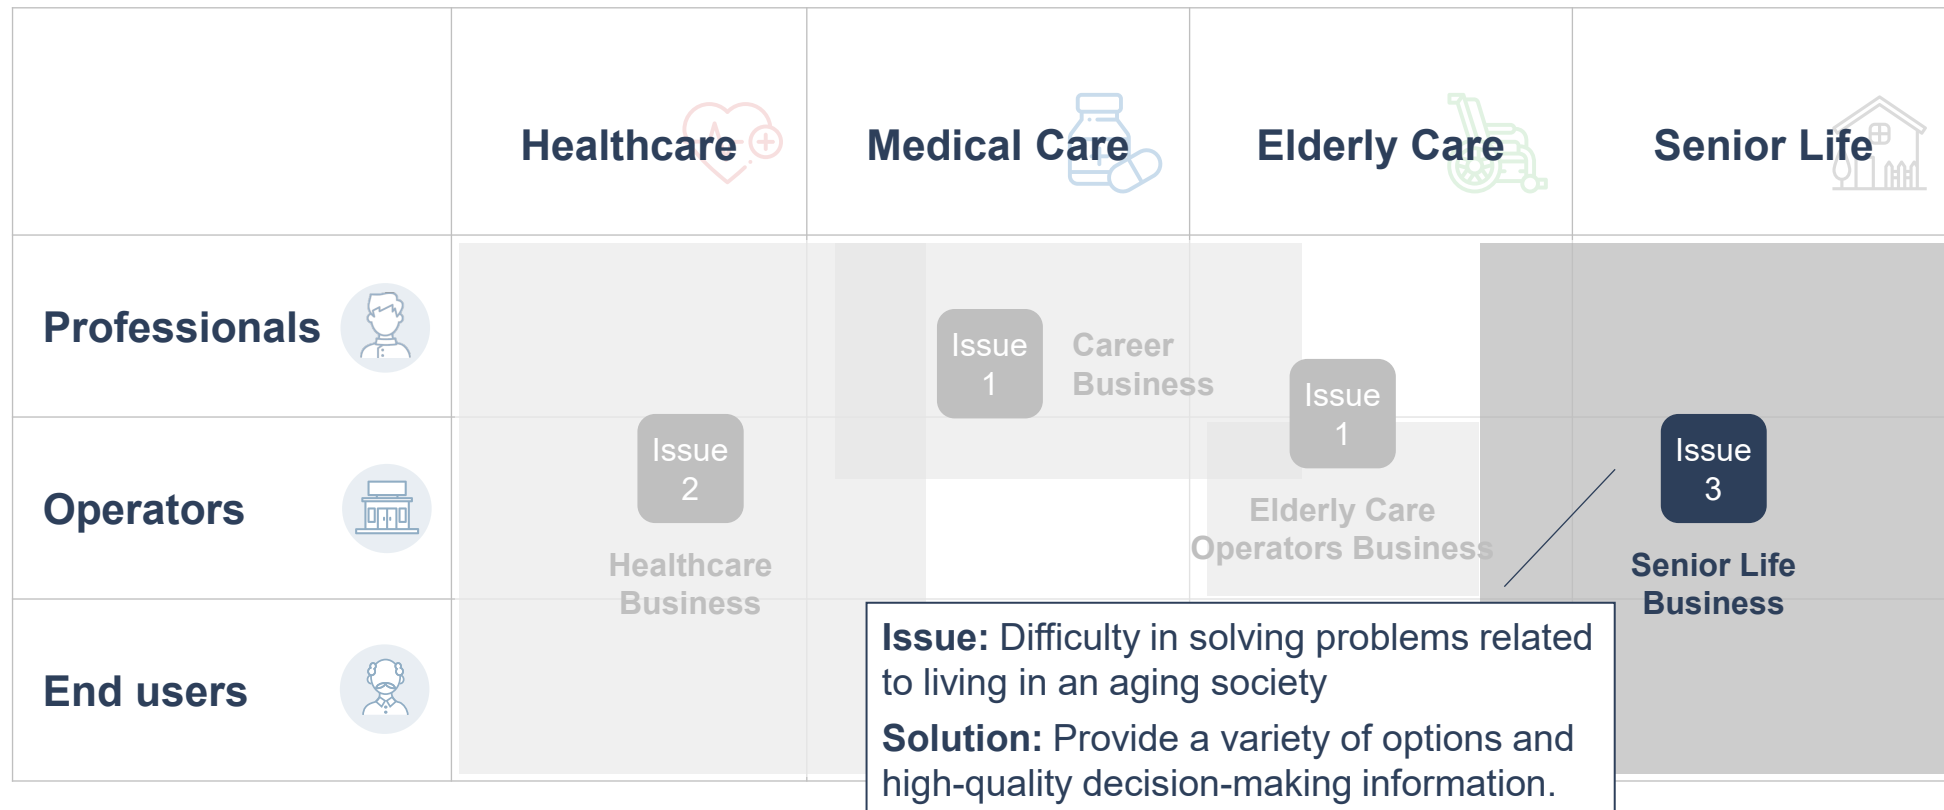 Healthcare
Medical Care
Elderly Care
Senior Life
Professionals
Issue
1
Career
Business
Issue
1
Operators
Issue
2
Healthcare
Business
Elderly Care
Operators Business
Issue
3
Senior Life
Business
End users
Issue: Difficulty in solving problems related
to living in an aging society
Solution: Provide a variety of options and
high-quality decision-making information.